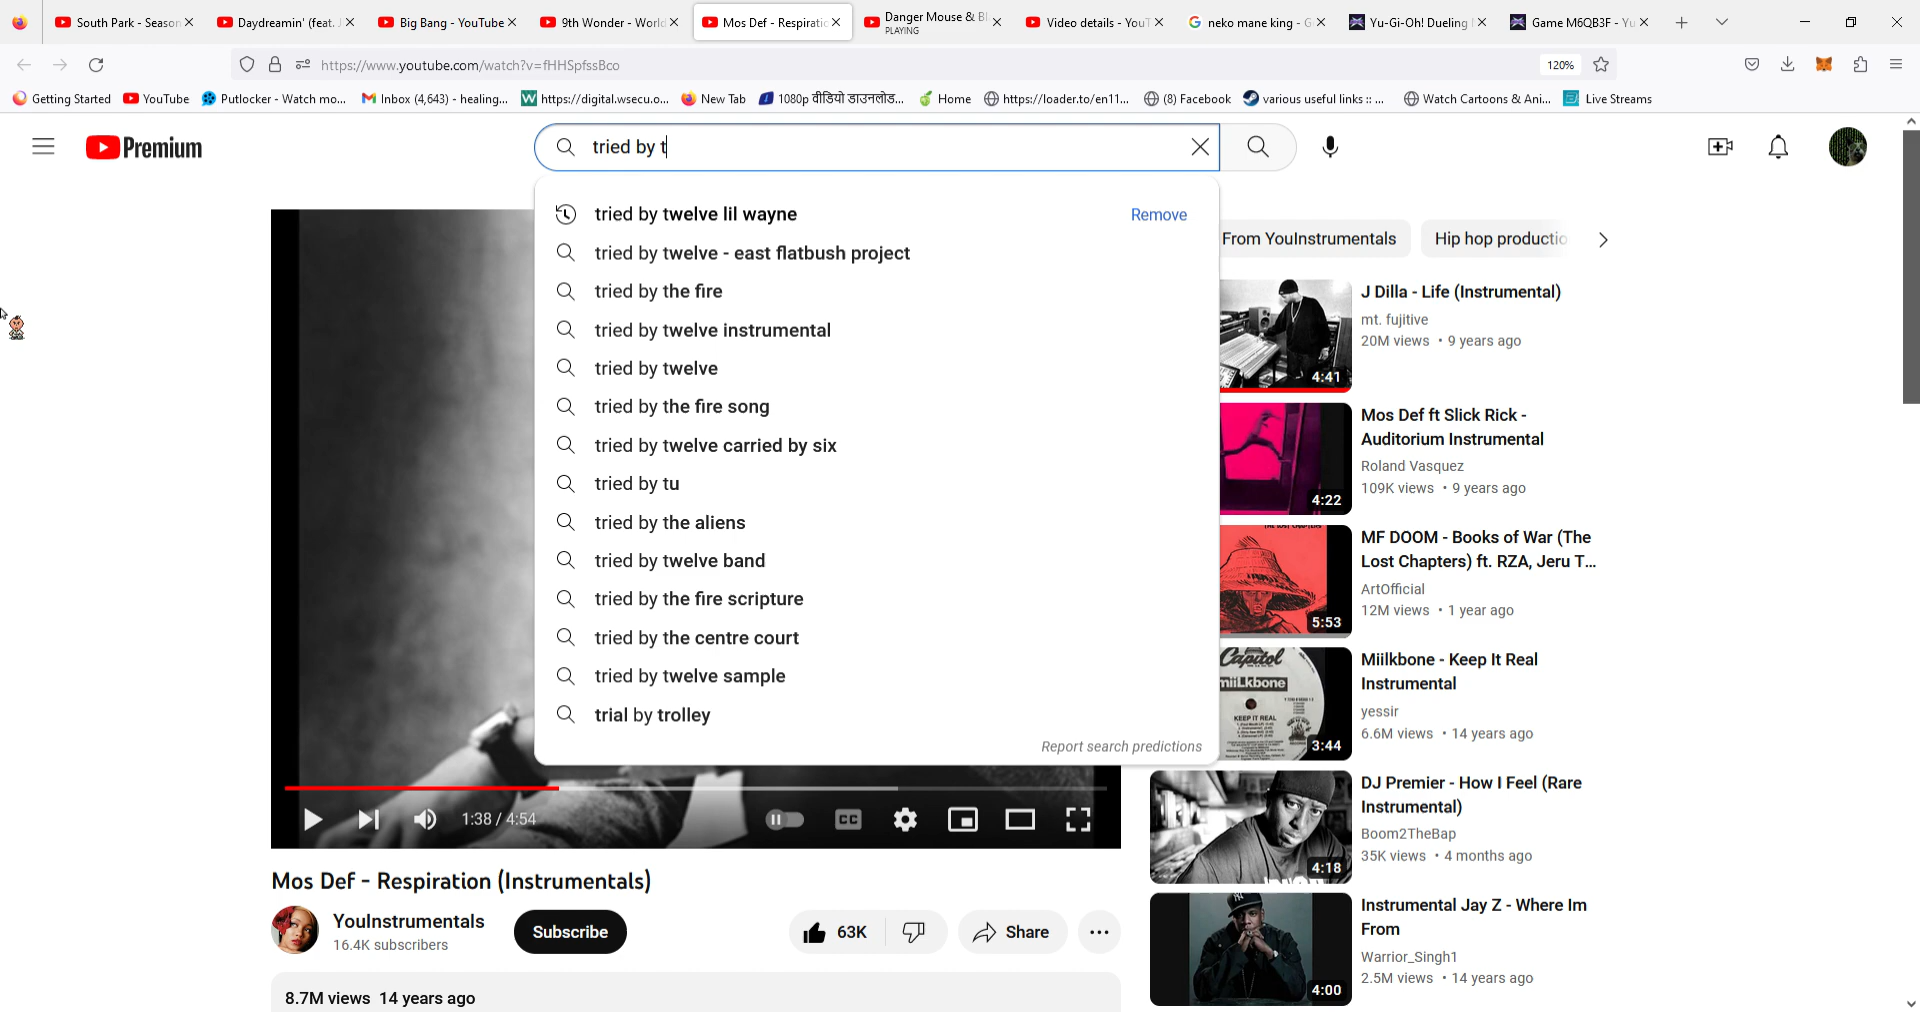 South Park - Season
Daydreamin' (feat. J
Big Bang - YouTube
9th Wonder - World
Mos Def - Respiratio
Danger Mouse & Bl
PLAYING
Video details - YouT
neko mane king - G
Yu-Gi-Oh! Dueling
Game M6QB3F - Yu
https://www.youtube.com/watch?v=fHHSpfssBco
120%
Getting Started
YouTube
Putlocker - Watch mo...
Inbox (4,643) - healing...
https://digital.wsecu.o...
New Tab
1080p वीडियो डाउनलोड...
Home
https://loader.to/en11...
(8) Facebook
various useful links :: ...
Watch Cartoons & Ani...
Live Streams
Premium
tried by t
tried by twelve lil wayne
Remove
tried by twelve - east flatbush project
tried by the fire
tried by twelve instrumental
tried by twelve
tried by the fire song
tried by twelve carried by six
tried by tu
tried by the aliens
tried by twelve band
tried by the fire scripture
tried by the centre court
tried by twelve sample
trial by trolley
Report search predictions
From YouInstrumentals
Hip hop productio
J Dilla - Life (Instrumental)
mt. fujitive
20M views • 9 years ago
4:41
Mos Def ft Slick Rick -
Auditorium Instrumental
Roland Vasquez
109K views • 9 years ago
4:22
MF DOOM - Books of War (The
Lost Chapters) ft. RZA, Jeru T...
ArtOfficial
12M views • 1 year ago
5:53
Miilkbone - Keep It Real
Instrumental
yessir
6.6M views • 14 years ago
Capitol
miiLkbone
KEEP IT REAL
3:44
DJ Premier - How I Feel (Rare
Instrumental)
Boom2TheBap
35K views • 4 months ago
4:18
Instrumental Jay Z - Where Im
From
Warrior_Singh1
2.5M views • 14 years ago
4:00
1:38 / 4:54
CC
Mos Def - Respiration (Instrumentals)
YouInstrumentals
16.4K subscribers
Subscribe
63K
Share
8.7M views 14 years ago